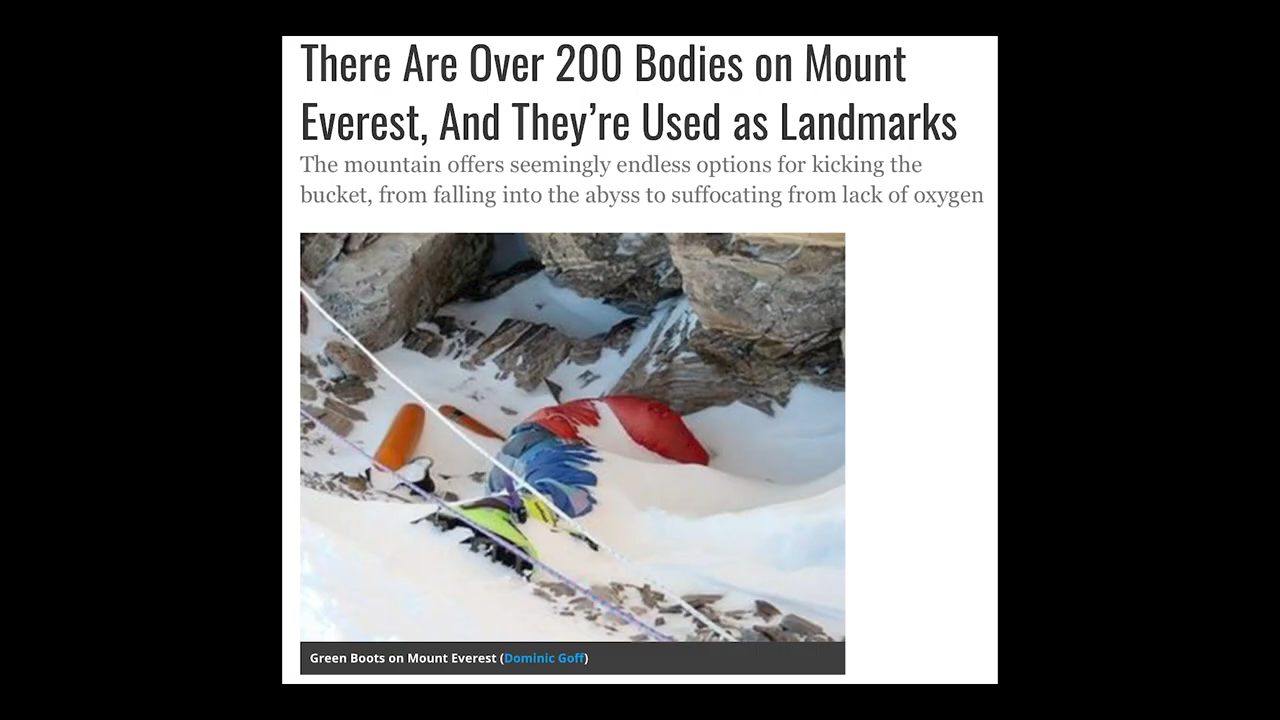 There Are Over 200 Bodies on Mount
Everest, And They’re Used as Landmarks
The mountain offers seemingly endless options for kicking the
bucket, from falling into the abyss to suffocating from lack of oxygen
Green Boots on Mount Everest (Dominic Goff)